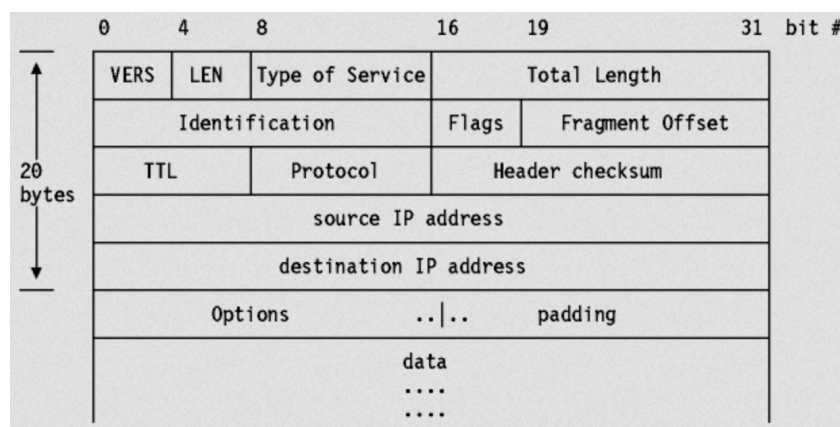 0 4 8 16 19 31 bit #
VERS LEN Type of Service Total Length
Identification Flags Fragment Offset
20
bytes
TTL Protocol Header checksum
source IP address
destination IP address
Options ..|.. padding
data
....
....